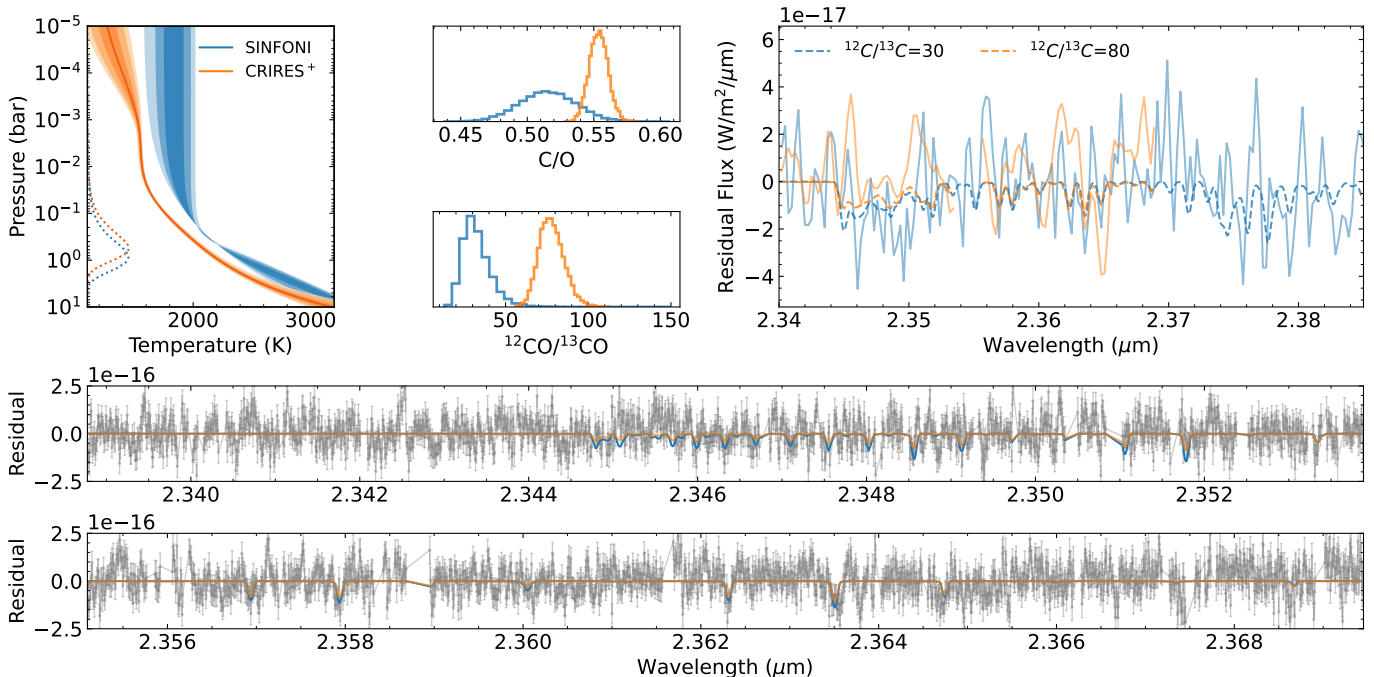 10⁻⁵
10⁻⁴
10⁻³
10⁻²
10⁻¹
10⁰
10¹
Pressure (bar)
SINFONI
CRIRES⁺
2000 3000
Temperature (K)
0.45 0.50 0.55 0.60
C/O
50 100 150
¹²CO/¹³CO
1e−17
¹²C/¹³C=30 ¹²C/¹³C=80
6
4
2
0
−2
−4
Residual Flux (W/m²/μm)
2.34 2.35 2.36 2.37 2.38
Wavelength (μm)
1e−16
2.5
0.0
−2.5
Residual
2.340 2.342 2.344 2.346 2.348 2.350 2.352
1e−16
2.5
0.0
−2.5
Residual
2.356 2.358 2.360 2.362 2.364 2.366 2.368
Wavelength (μm)